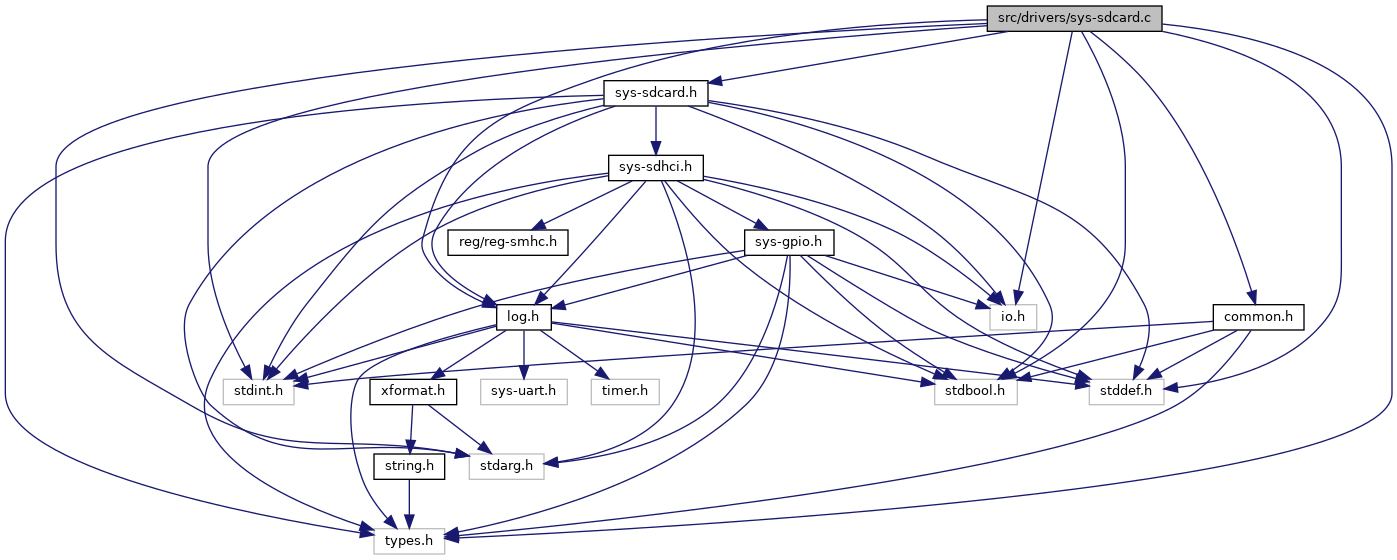 src/drivers/sys-sdcard.c
sys-sdcard.h
sys-sdhci.h
reg/reg-smhc.h
sys-gpio.h
log.h
io.h
common.h
stdint.h
xformat.h
sys-uart.h
timer.h
stdbool.h
stddef.h
string.h
stdarg.h
types.h